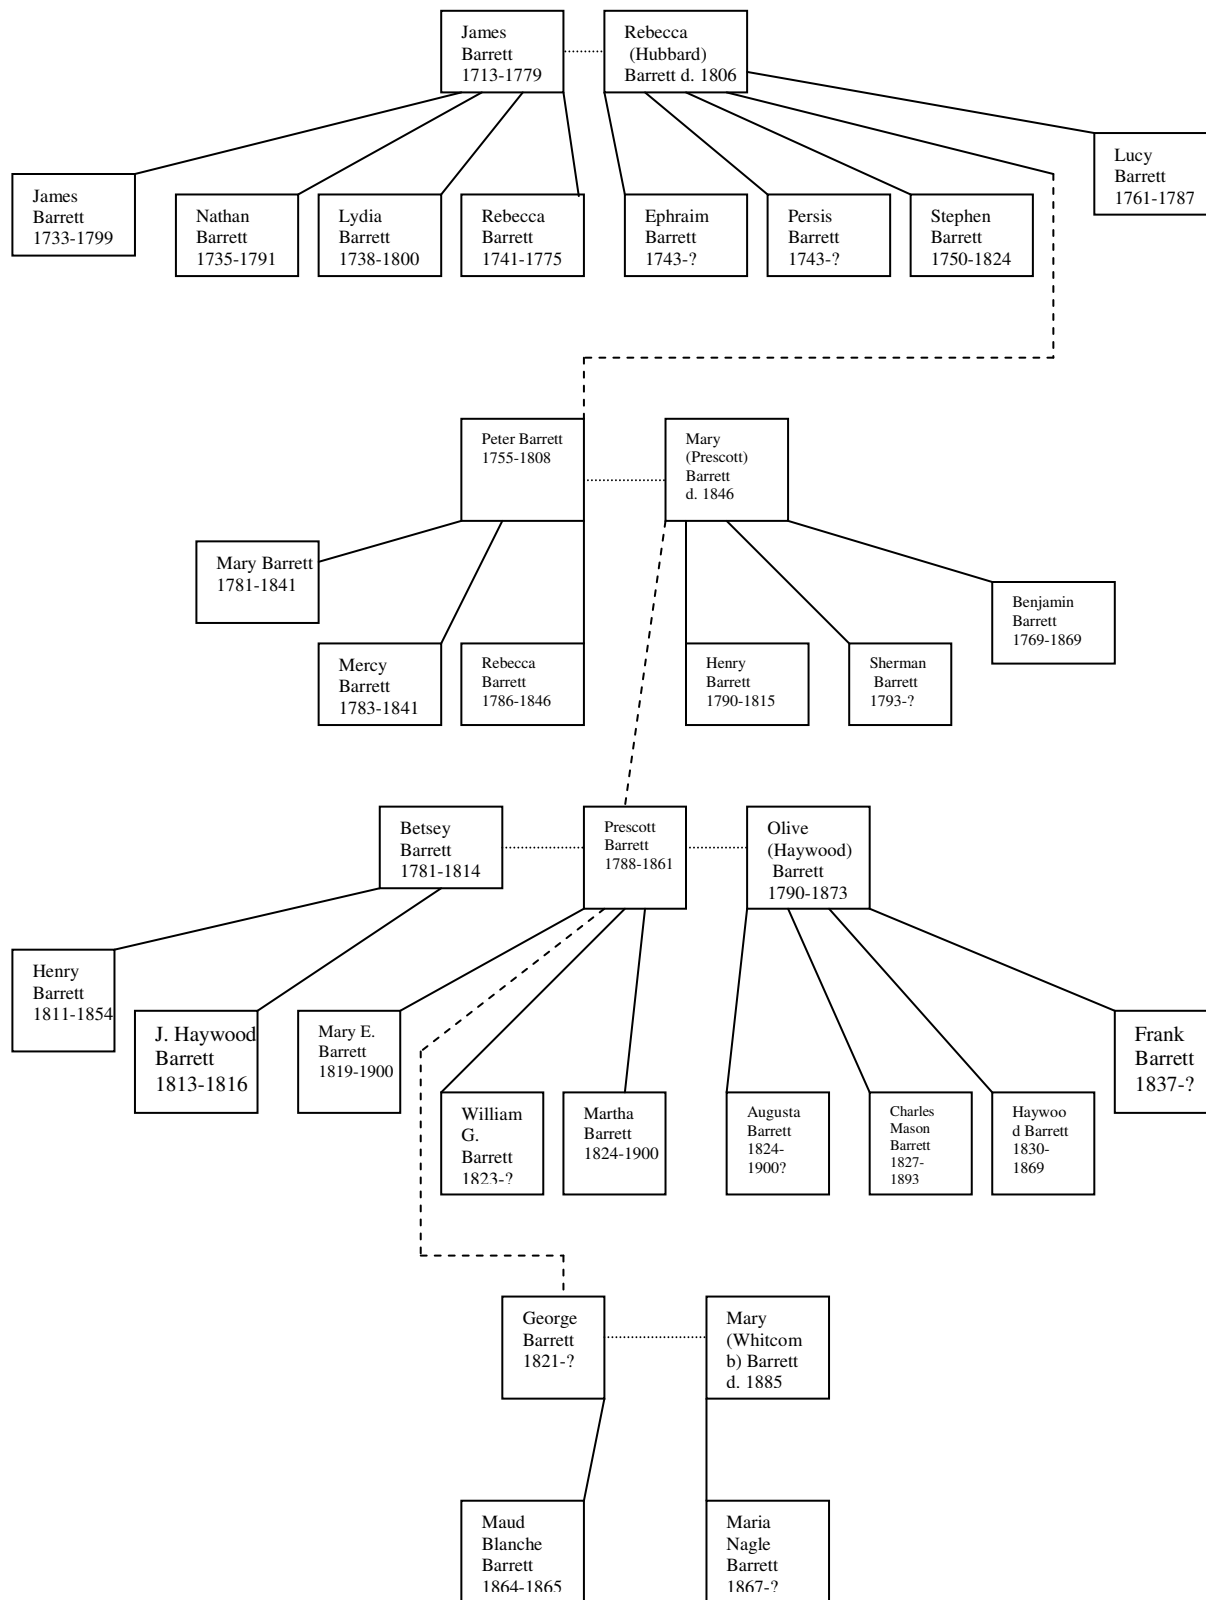 James
Barrett
1713-1779
Rebecca
(Hubbard)
Barrett d. 1806
Lucy
Barrett
1761-1787
James
Barrett
1733-1799
Nathan
Barrett
1735-1791
Lydia
Barrett
1738-1800
Rebecca
Barrett
1741-1775
Ephraim
Barrett
1743-?
Persis
Barrett
1743-?
Stephen
Barrett
1750-1824
Peter Barrett
1755-1808
Mary
(Prescott)
Barrett
d. 1846
Mary Barrett
1781-1841
Benjamin
Barrett
1769-1869
Mercy
Barrett
1783-1841
Rebecca
Barrett
1786-1846
Henry
Barrett
1790-1815
Sherman
Barrett
1793-?
Betsey
Barrett
1781-1814
Prescott
Barrett
1788-1861
Olive
(Haywood)
Barrett
1790-1873
Henry
Barrett
1811-1854
J. Haywood
Barrett
1813-1816
Mary E.
Barrett
1819-1900
Frank
Barrett
1837-?
William
G.
Barrett
1823-?
Martha
Barrett
1824-1900
Augusta
Barrett
1824-
1900?
Charles
Mason
Barrett
1827-
1893
Haywoo
d Barrett
1830-
1869
George
Barrett
1821-?
Mary
(Whitcom
b) Barrett
d. 1885
Maud
Blanche
Barrett
1864-1865
Maria
Nagle
Barrett
1867-?